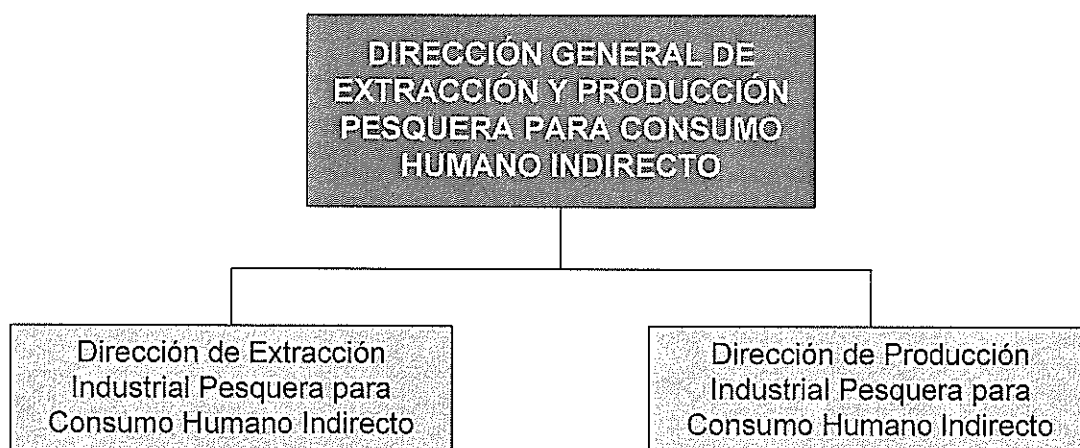 DIRECCIÓN GENERAL DE
EXTRACCIÓN Y PRODUCCIÓN
PESQUERA PARA CONSUMO
HUMANO INDIRECTO
Dirección de Extracción
Industrial Pesquera para
Consumo Humano Indirecto
Dirección de Producción
Industrial Pesquera para
Consumo Humano Indirecto